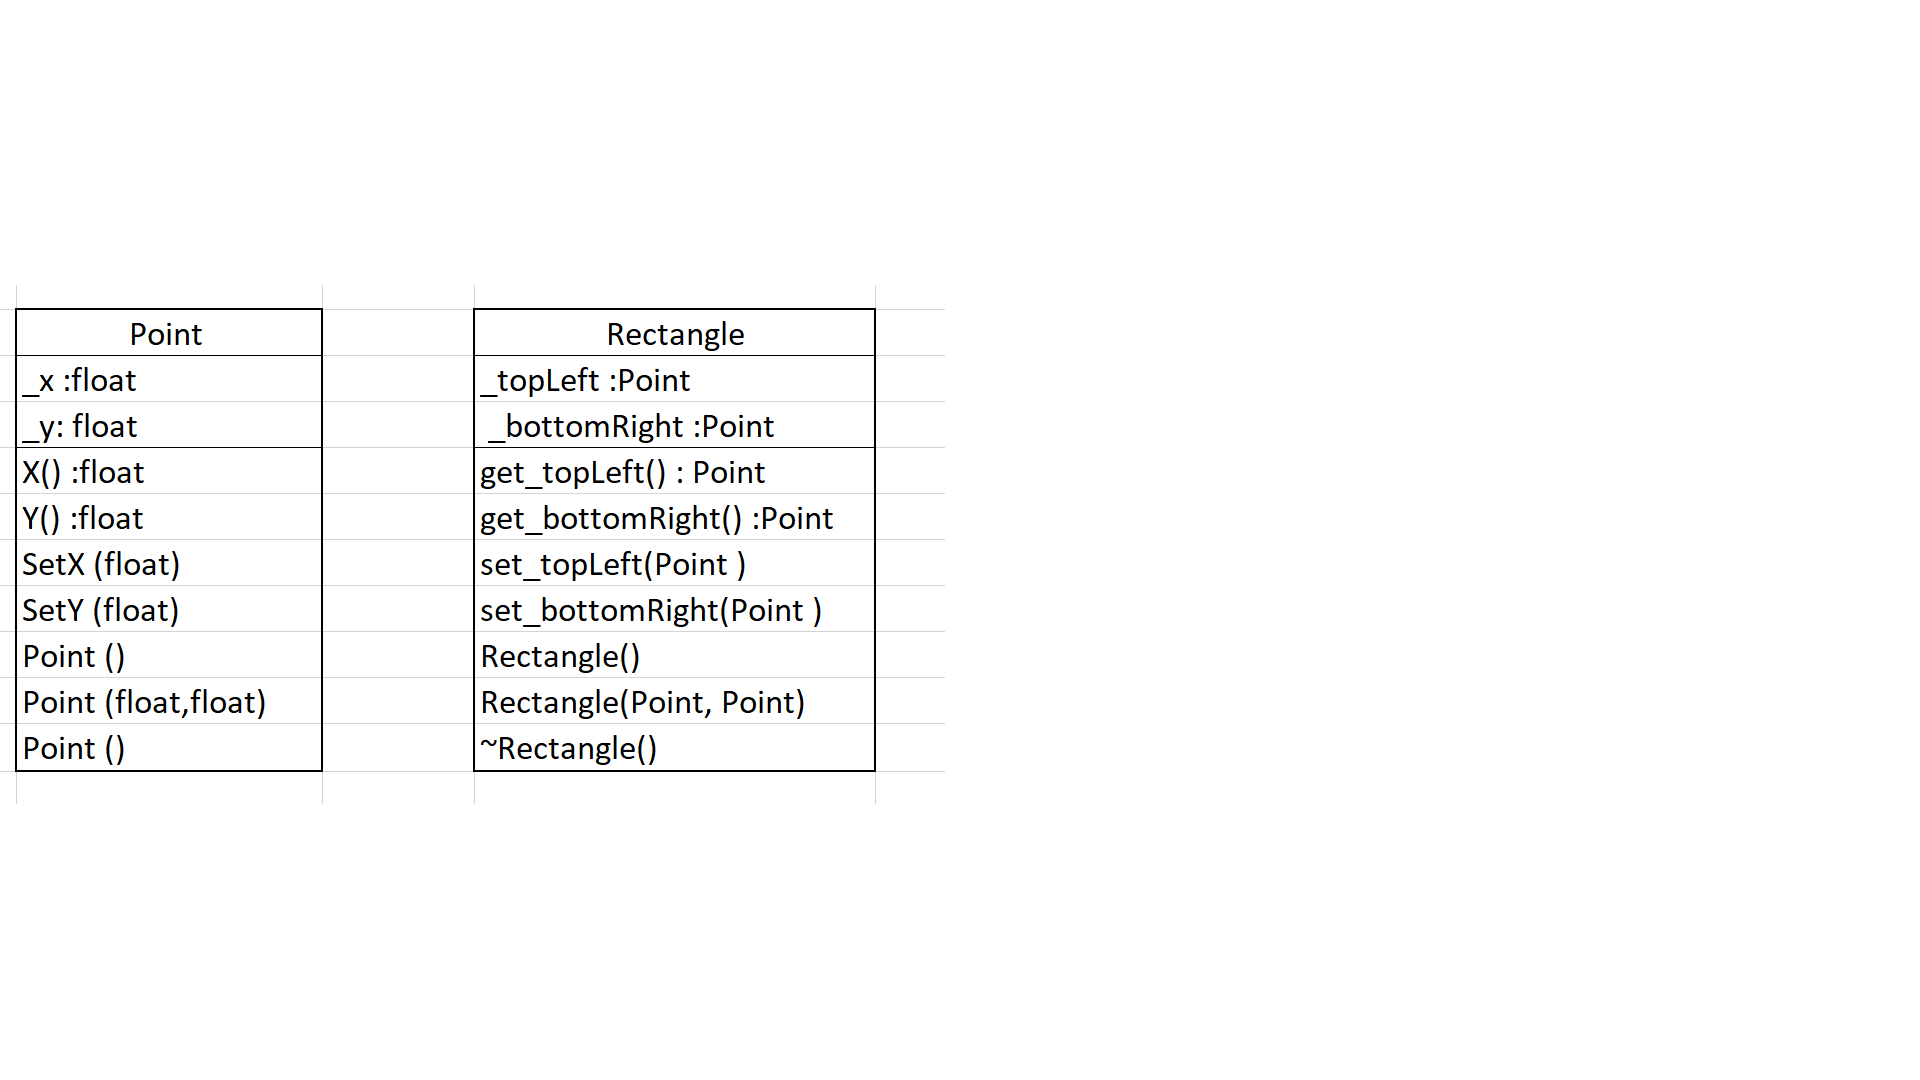 Point
_x :float
_y: float
X() :float
Y() :float
SetX (float)
SetY (float)
Point ()
Point (float,float)
Point ()
Rectangle
_topLeft :Point
_bottomRight :Point
get_topLeft() : Point
get_bottomRight() :Point
set_topLeft(Point )
set_bottomRight(Point )
Rectangle()
Rectangle(Point, Point)
~Rectangle()